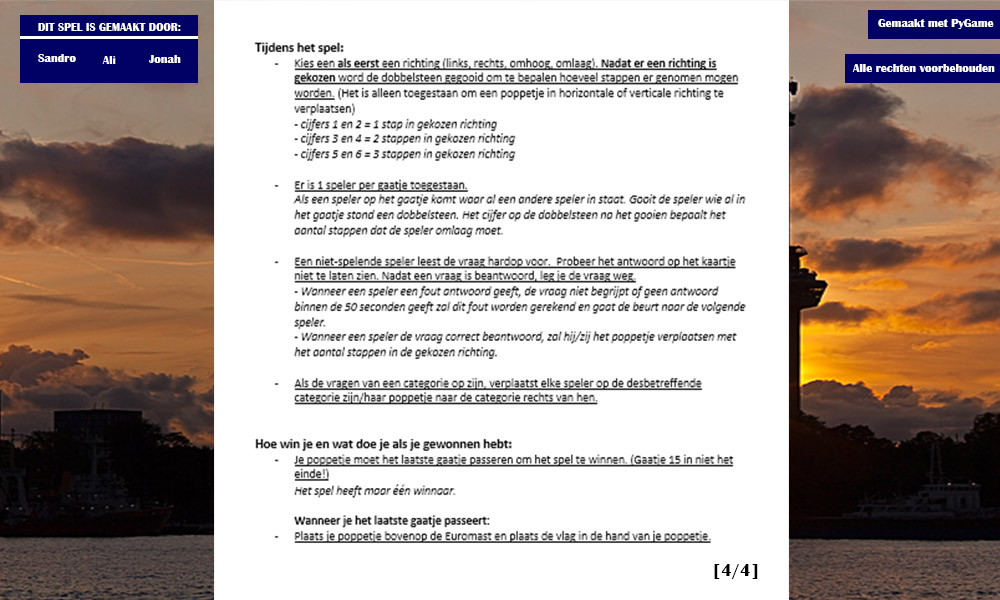 DIT SPEL IS GEMAAKT DOOR:
Sandro Ali Jonah
Gemaakt met PyGame
Alle rechten voorbehouden
Tijdens het spel:
- Kies een als eerst een richting (links, rechts, omhoog, omlaag). Nadat er een richting is
gekozen word de dobbelsteen gegooid om te bepalen hoeveel stappen er genomen mogen
worden. (Het is alleen toegestaan om een poppetje in horizontale of verticale richting te
verplaatsen)
- cijfers 1 en 2 = 1 stap in gekozen richting
- cijfers 3 en 4 = 2 stappen in gekozen richting
- cijfers 5 en 6 = 3 stappen in gekozen richting
- Er is 1 speler per gaatje toegestaan.
Als een speler op het gaatje komt waar al een andere speler in staat. Gooit de speler wie al in
het gaatje stond een dobbelsteen. Het cijfer op de dobbelsteen na het gooien bepaalt het
aantal stappen dat de speler omlaag moet.
- Een niet-spelende speler leest de vraag hardop voor. Probeer het antwoord op het kaartje
niet te laten zien. Nadat een vraag is beantwoord, leg je de vraag weg.
- Wanneer een speler een fout antwoord geeft, de vraag niet begrijpt of geen antwoord
binnen de 50 seconden geeft zal dit fout worden gerekend en gaat de beurt naar de volgende
speler.
- Wanneer een speler de vraag correct beantwoord, zal hij/zij het poppetje verplaatsen met
het aantal stappen in de gekozen richting.
- Als de vragen van een categorie op zijn, verplaatst elke speler op de desbetreffende
categorie zijn/haar poppetje naar de categorie rechts van hen.
Hoe win je en wat doe je als je gewonnen hebt:
- Je poppetje moet het laatste gaatje passeren om het spel te winnen. (Gaatje 15 in niet het
einde!)
Het spel heeft maar één winnaar.
Wanneer je het laatste gaatje passeert:
- Plaats je poppetje bovenop de Euromast en plaats de vlag in de hand van je poppetje.
[4/4]